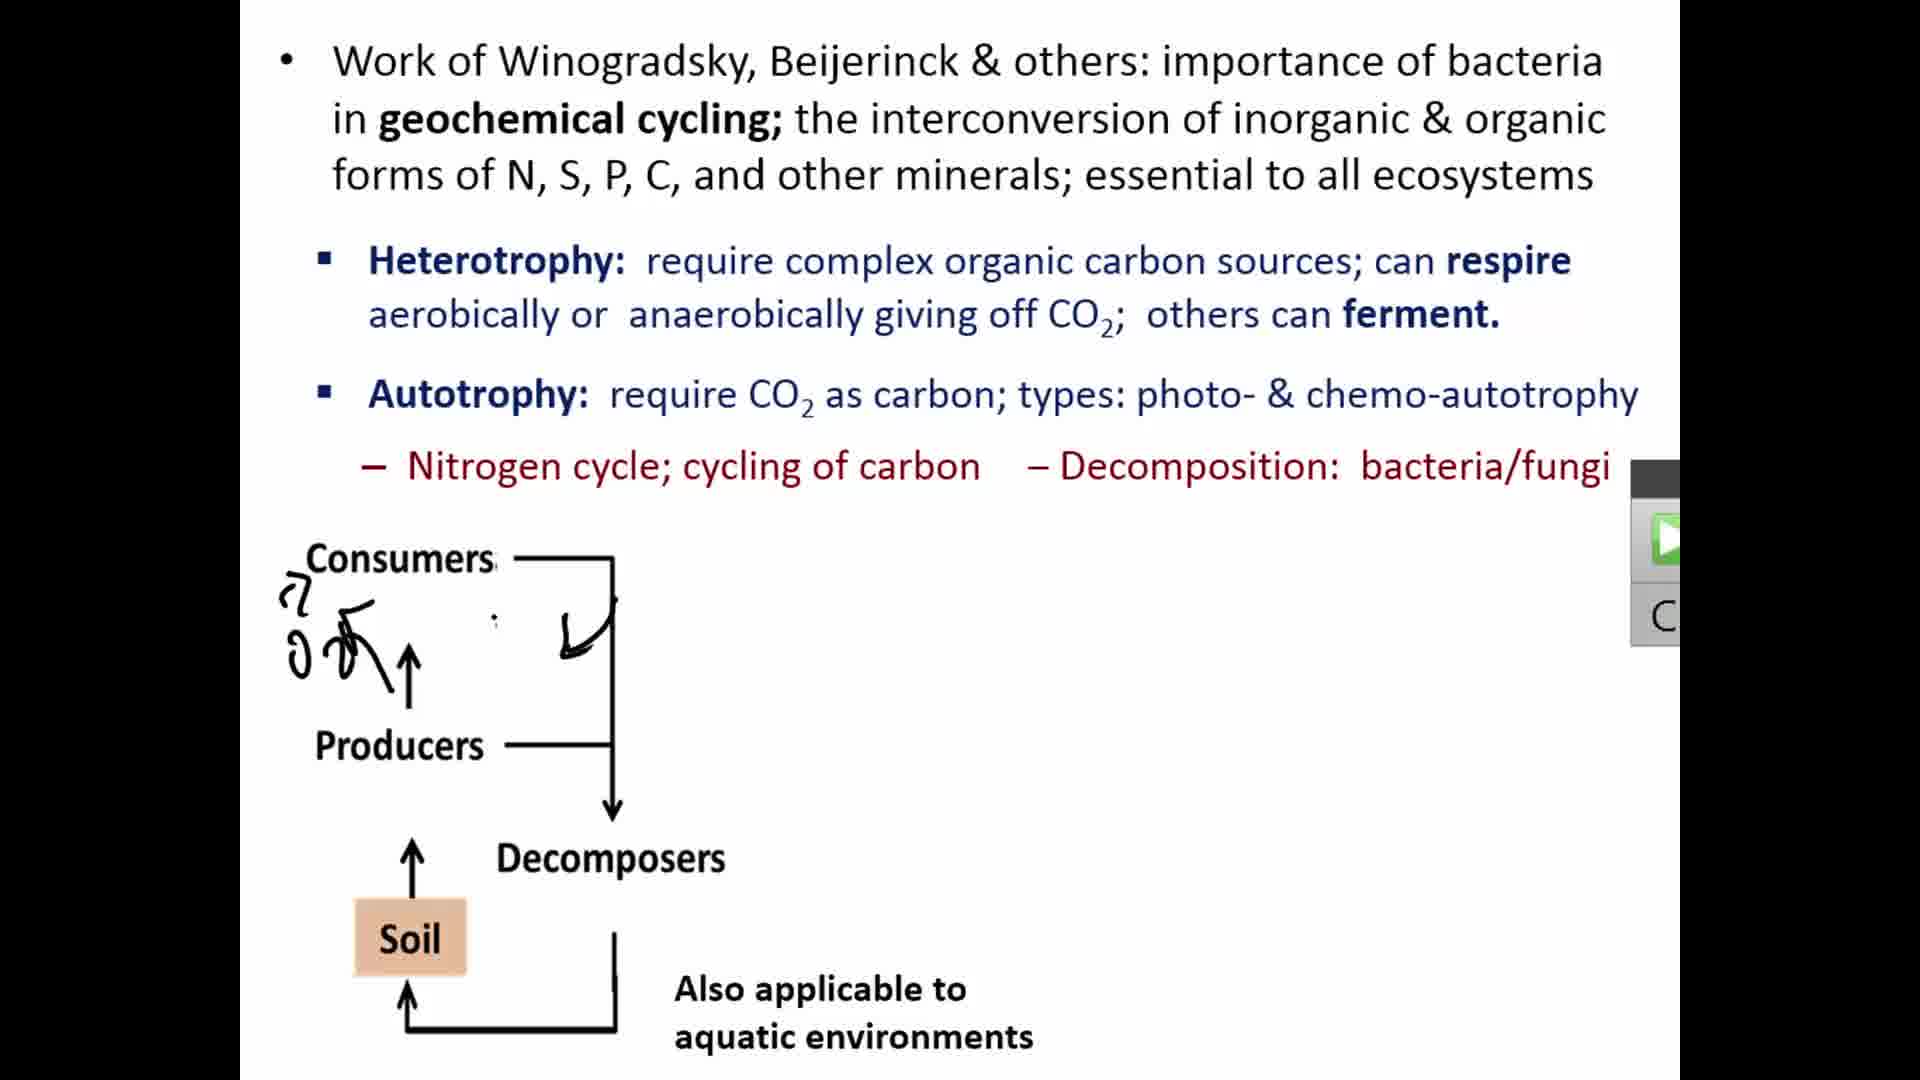 • Work of Winogradsky, Beijerinck & others: importance of bacteria
in geochemical cycling; the interconversion of inorganic & organic
forms of N, S, P, C, and other minerals; essential to all ecosystems
▪ Heterotrophy: require complex organic carbon sources; can respire
aerobically or anaerobically giving off CO₂; others can ferment.
▪ Autotrophy: require CO₂ as carbon; types: photo- & chemo-autotrophy
– Nitrogen cycle; cycling of carbon – Decomposition: bacteria/fungi
Consumers
Producers
Decomposers
Soil
Also applicable to
aquatic environments
C